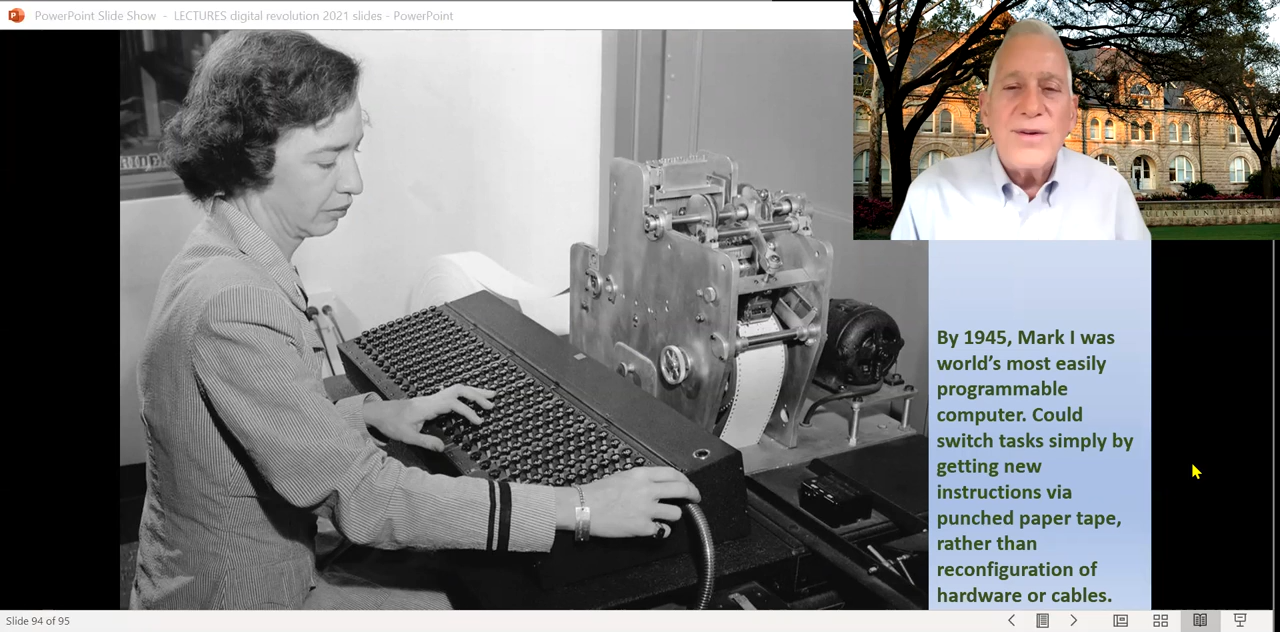 PowerPoint Slide Show - LECTURES digital revolution 2021 slides - PowerPoint
By 1945, Mark I was
world’s most easily
programmable
computer. Could
switch tasks simply by
getting new
instructions via
punched paper tape,
rather than
reconfiguration of
hardware or cables.
Slide 94 of 95